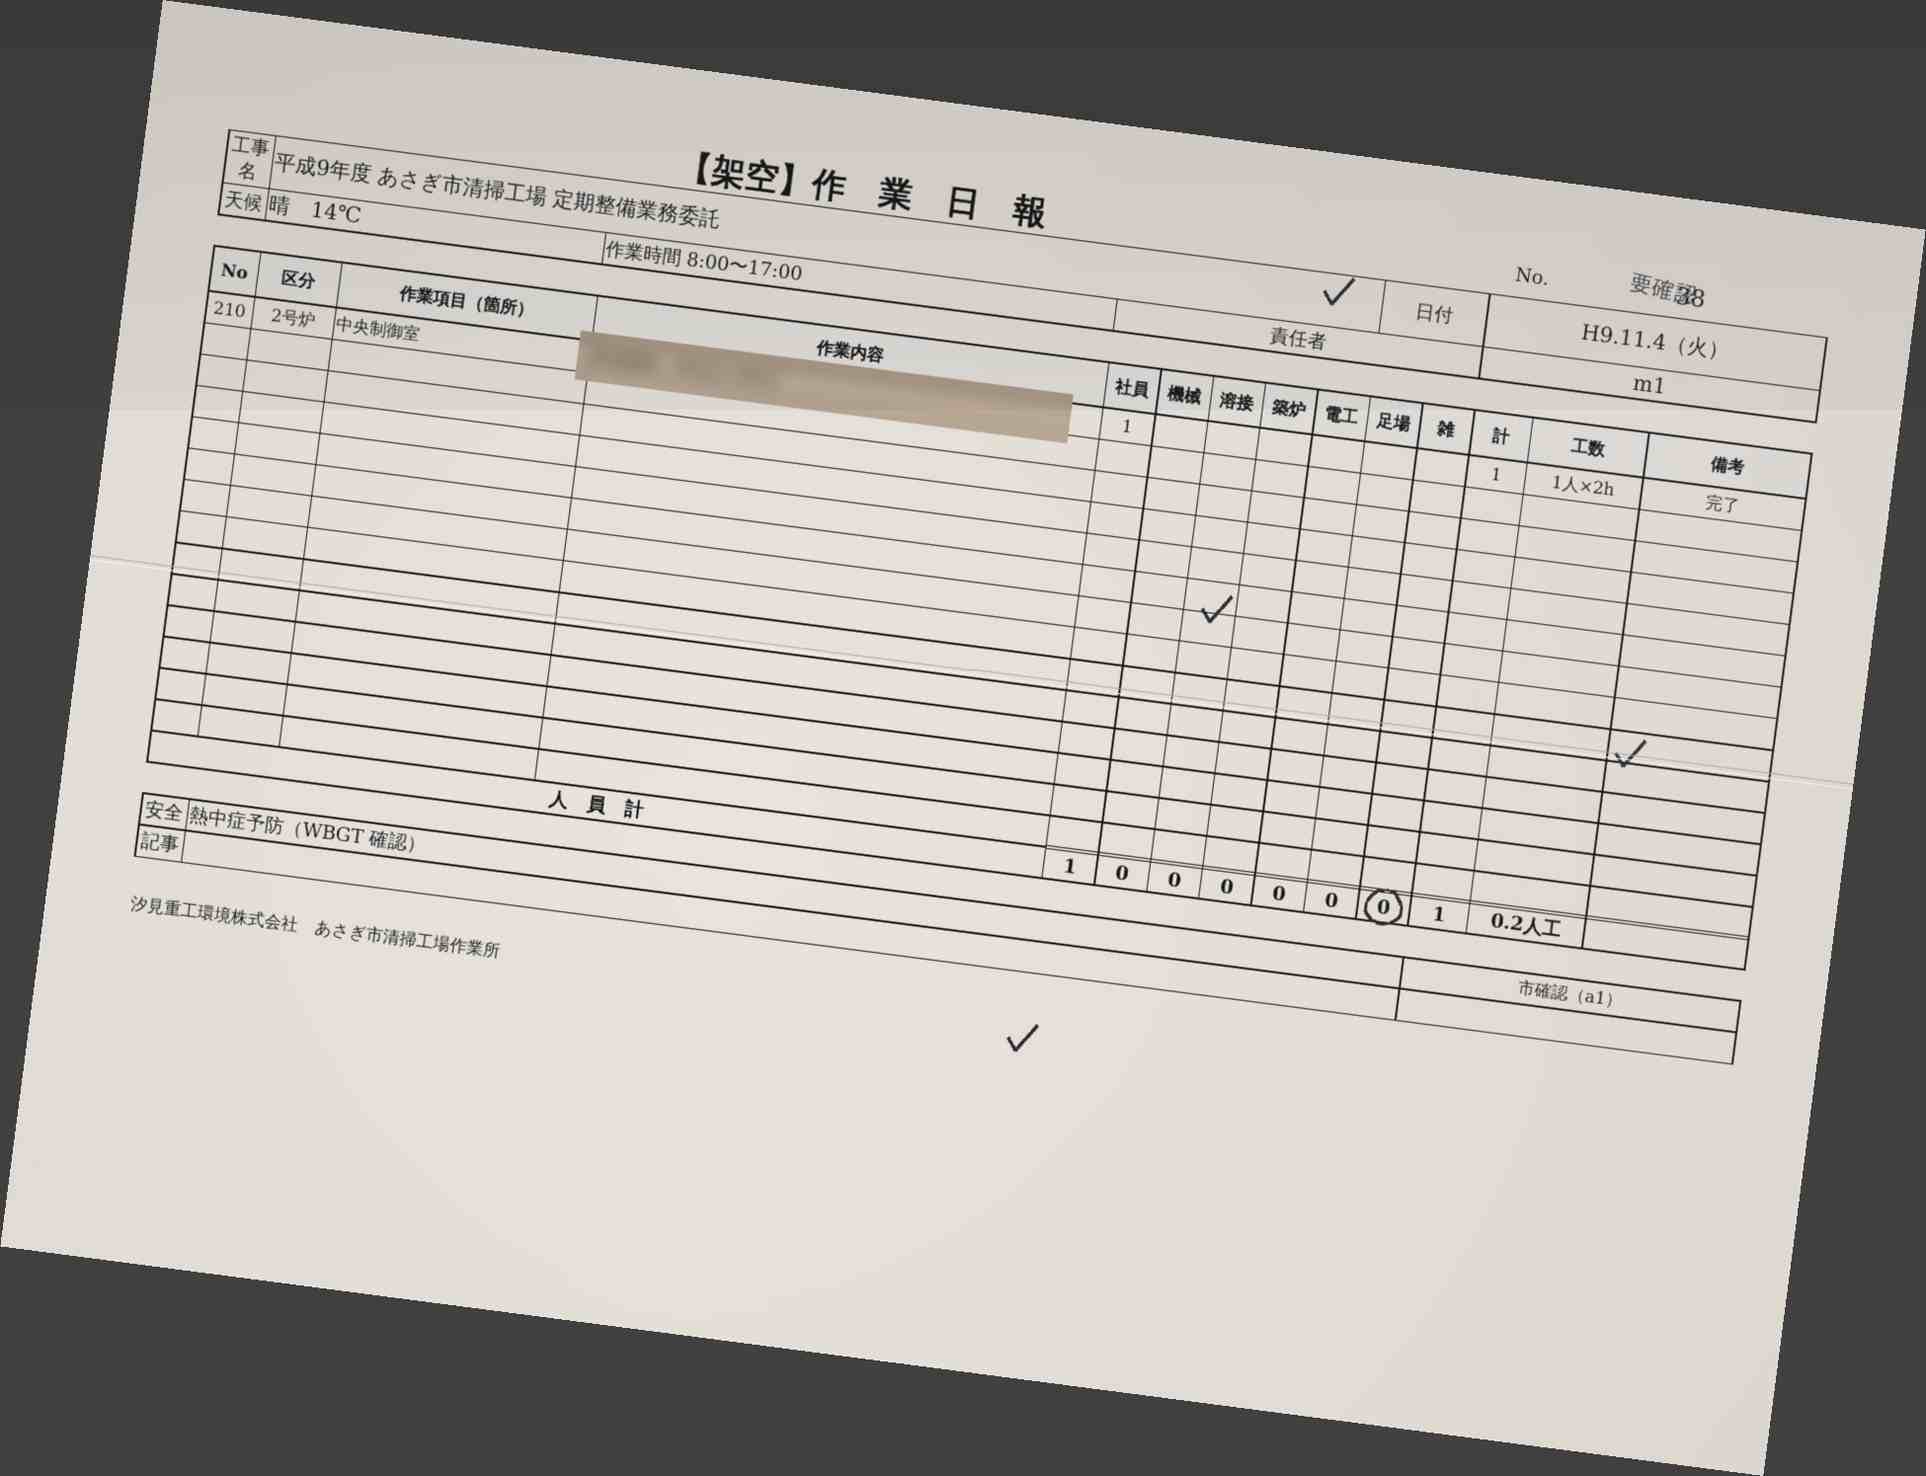 【架空】作　業　日　報
No. 38
要確認
工事名 平成9年度 あさぎ市清掃工場 定期整備業務委託 日付 H9.11.4（火）
天候 晴　14℃ 作業時間 8:00〜17:00 責任者 m1
No 区分 作業項目（箇所） 作業内容 社員 機械 溶接 築炉 電工 足場 雑 計 工数 備考
210 2号炉 中央制御室 1 1 1人×2h 完了
人　員　計 1 0 0 0 0 0 0 1 0.2人工
安全 熱中症予防（WBGT 確認） 市確認（a1）
記事
汐見重工環境株式会社　あさぎ市清掃工場作業所